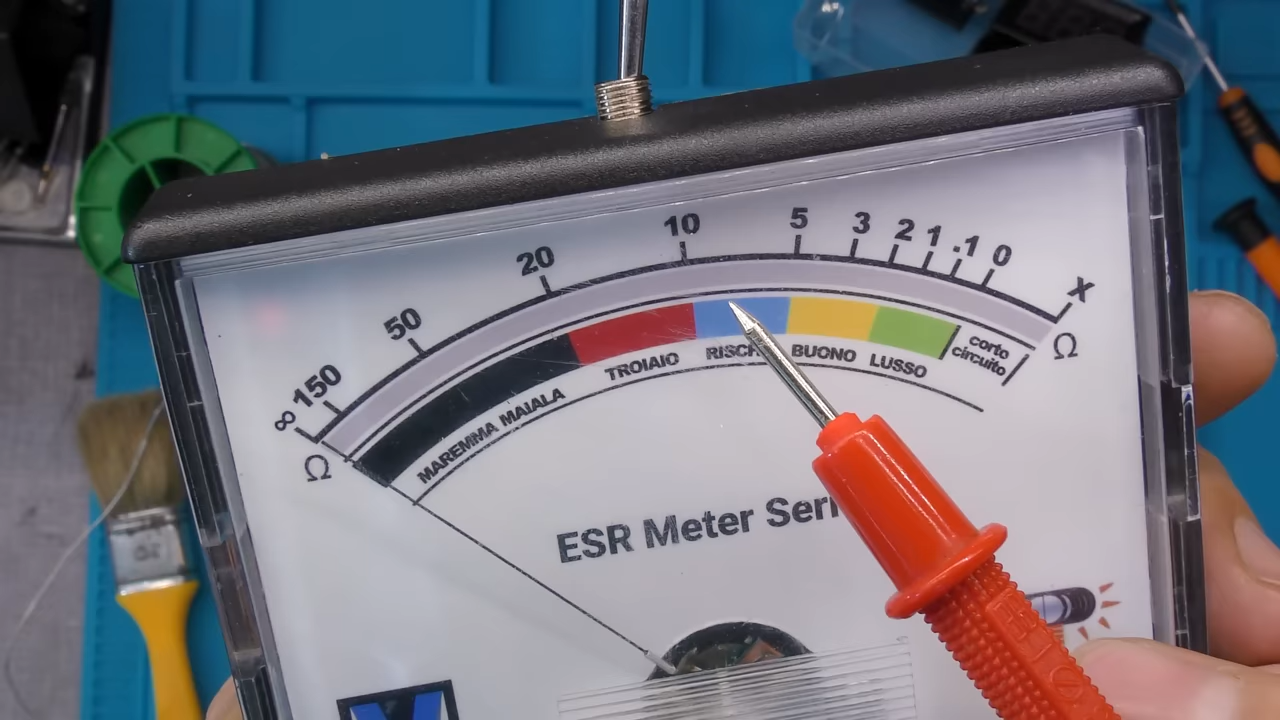 ∞ 150 50 20 10 5 3 2 1 .1 0 X
Ω Ω
MAREMMA MAIALA TROIAIO BUONO LUSSO corto
circuito
ESR Meter